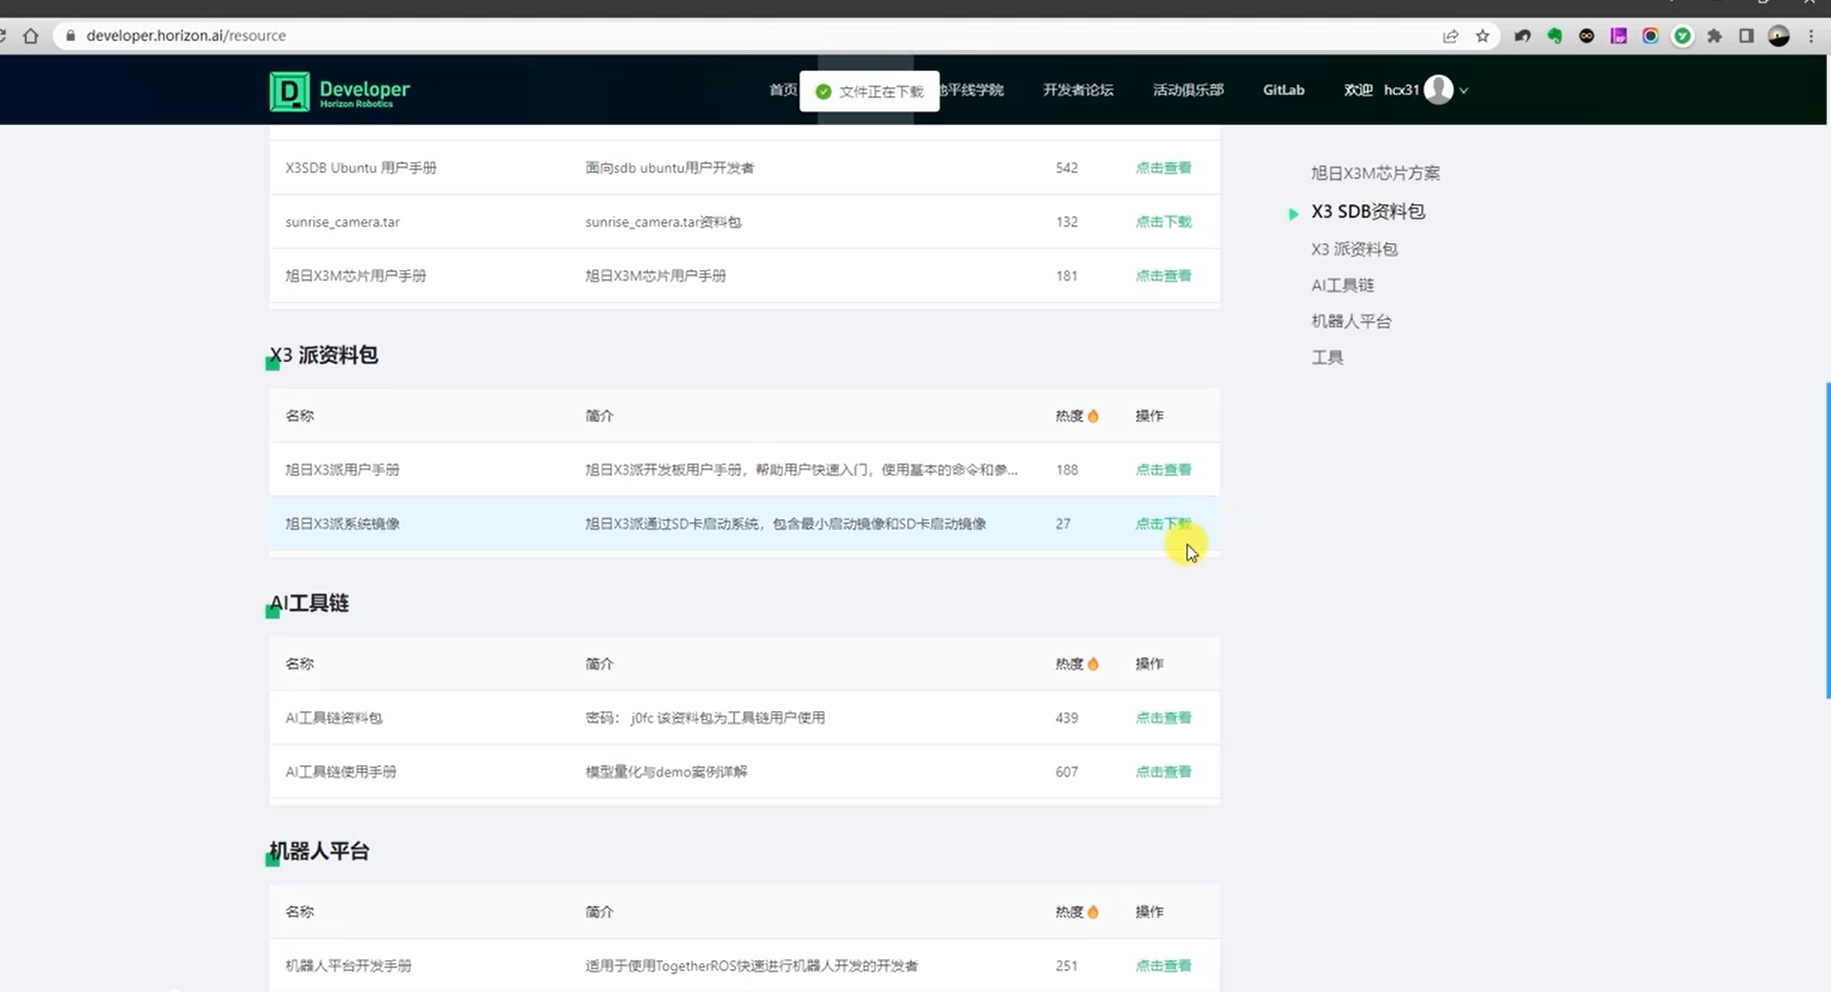 developer.horizon.ai/resource
Developer
Horizon Robotics
首页
文件正在下载
地平线学院
开发者论坛
活动俱乐部
GitLab
欢迎 hcx31
X3SDB Ubuntu 用户手册 面向sdb ubuntu用户开发者 542 点击查看
sunrise_camera.tar sunrise_camera.tar资料包 132 点击下载
旭日X3M芯片用户手册 旭日X3M芯片用户手册 181 点击查看
X3 派资料包
名称 简介 热度 操作
旭日X3派用户手册 旭日X3派开发板用户手册，帮助用户快速入门，使用基本的命令和参... 188 点击查看
旭日X3派系统镜像 旭日X3派通过SD卡启动系统，包含最小启动镜像和SD卡启动镜像 27 点击下载
AI工具链
名称 简介 热度 操作
AI工具链资料包 密码： j0fc 该资料包为工具链用户使用 439 点击查看
AI工具链使用手册 模型量化与demo案例详解 607 点击查看
机器人平台
名称 简介 热度 操作
机器人平台开发手册 适用于使用TogetherROS快速进行机器人开发的开发者 251 点击查看
旭日X3M芯片方案
X3 SDB资料包
X3 派资料包
AI工具链
机器人平台
工具